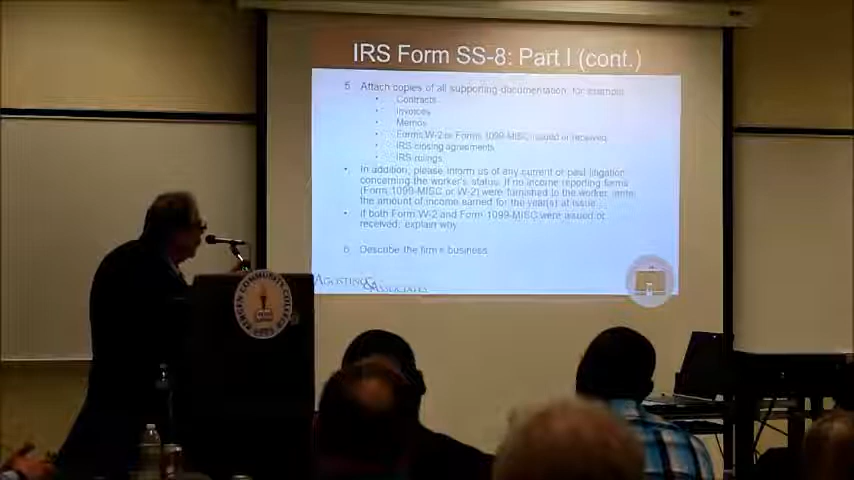 IRS Form SS-8: Part I (cont.)
5. Attach copies of all supporting documentation, for example
• Contracts
• Invoices
• Memos
• Forms W-2 or Forms 1099-MISC issued or received
• IRS closing agreements
• IRS rulings
• In addition, please inform us of any current or past litigation
concerning the worker's status. If no income reporting forms
(Form 1099-MISC or W-2) were furnished to the worker, enter
the amount of income earned for the year(s) at issue
• If both Form W-2 and Form 1099-MISC were issued or
received, explain why.
6. Describe the firm's business.
AGOSTINO
& ASSOCIATES
BERGEN COMMUNITY COLLEGE